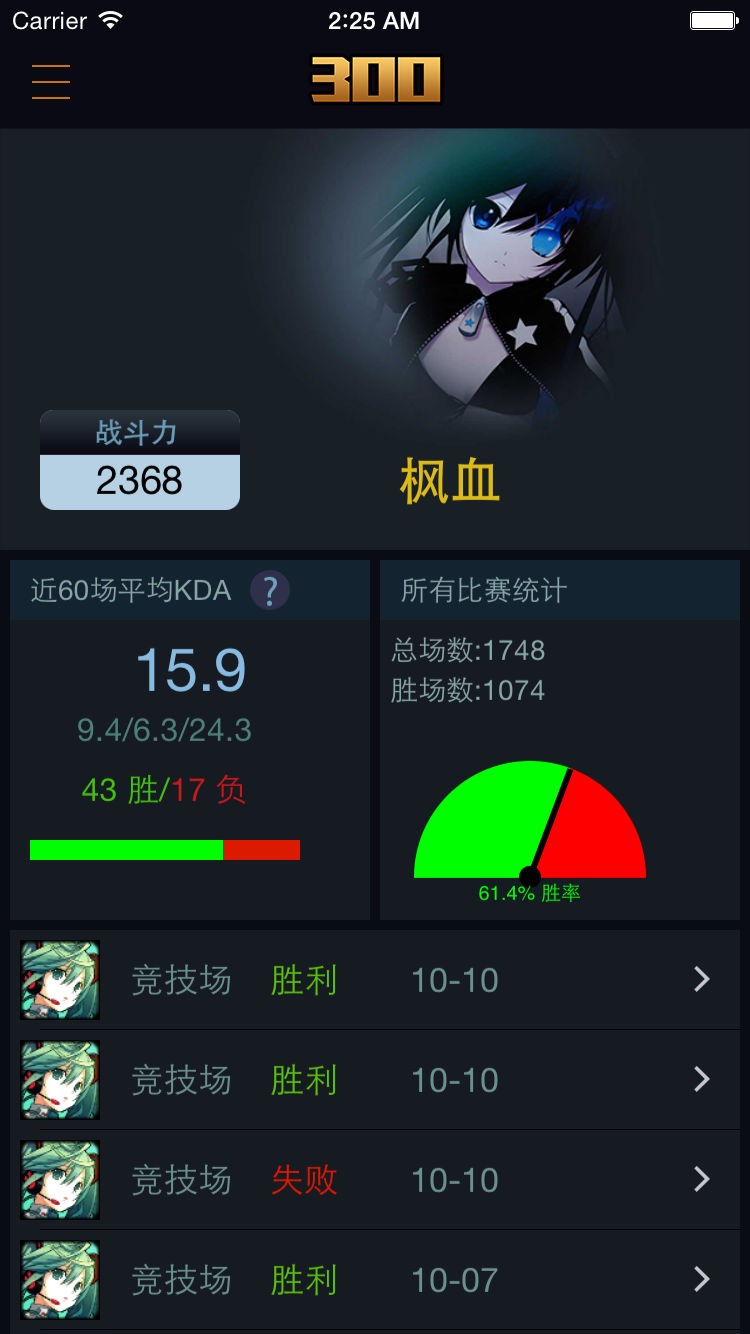 Carrier 2:25 AM
300
战斗力
2368
枫血
近60场平均KDA ?
15.9
9.4/6.3/24.3
43 胜/17 负
所有比赛统计
总场数:1748
胜场数:1074
61.4% 胜率
竞技场 胜利 10-10
竞技场 胜利 10-10
竞技场 失败 10-10
竞技场 胜利 10-07